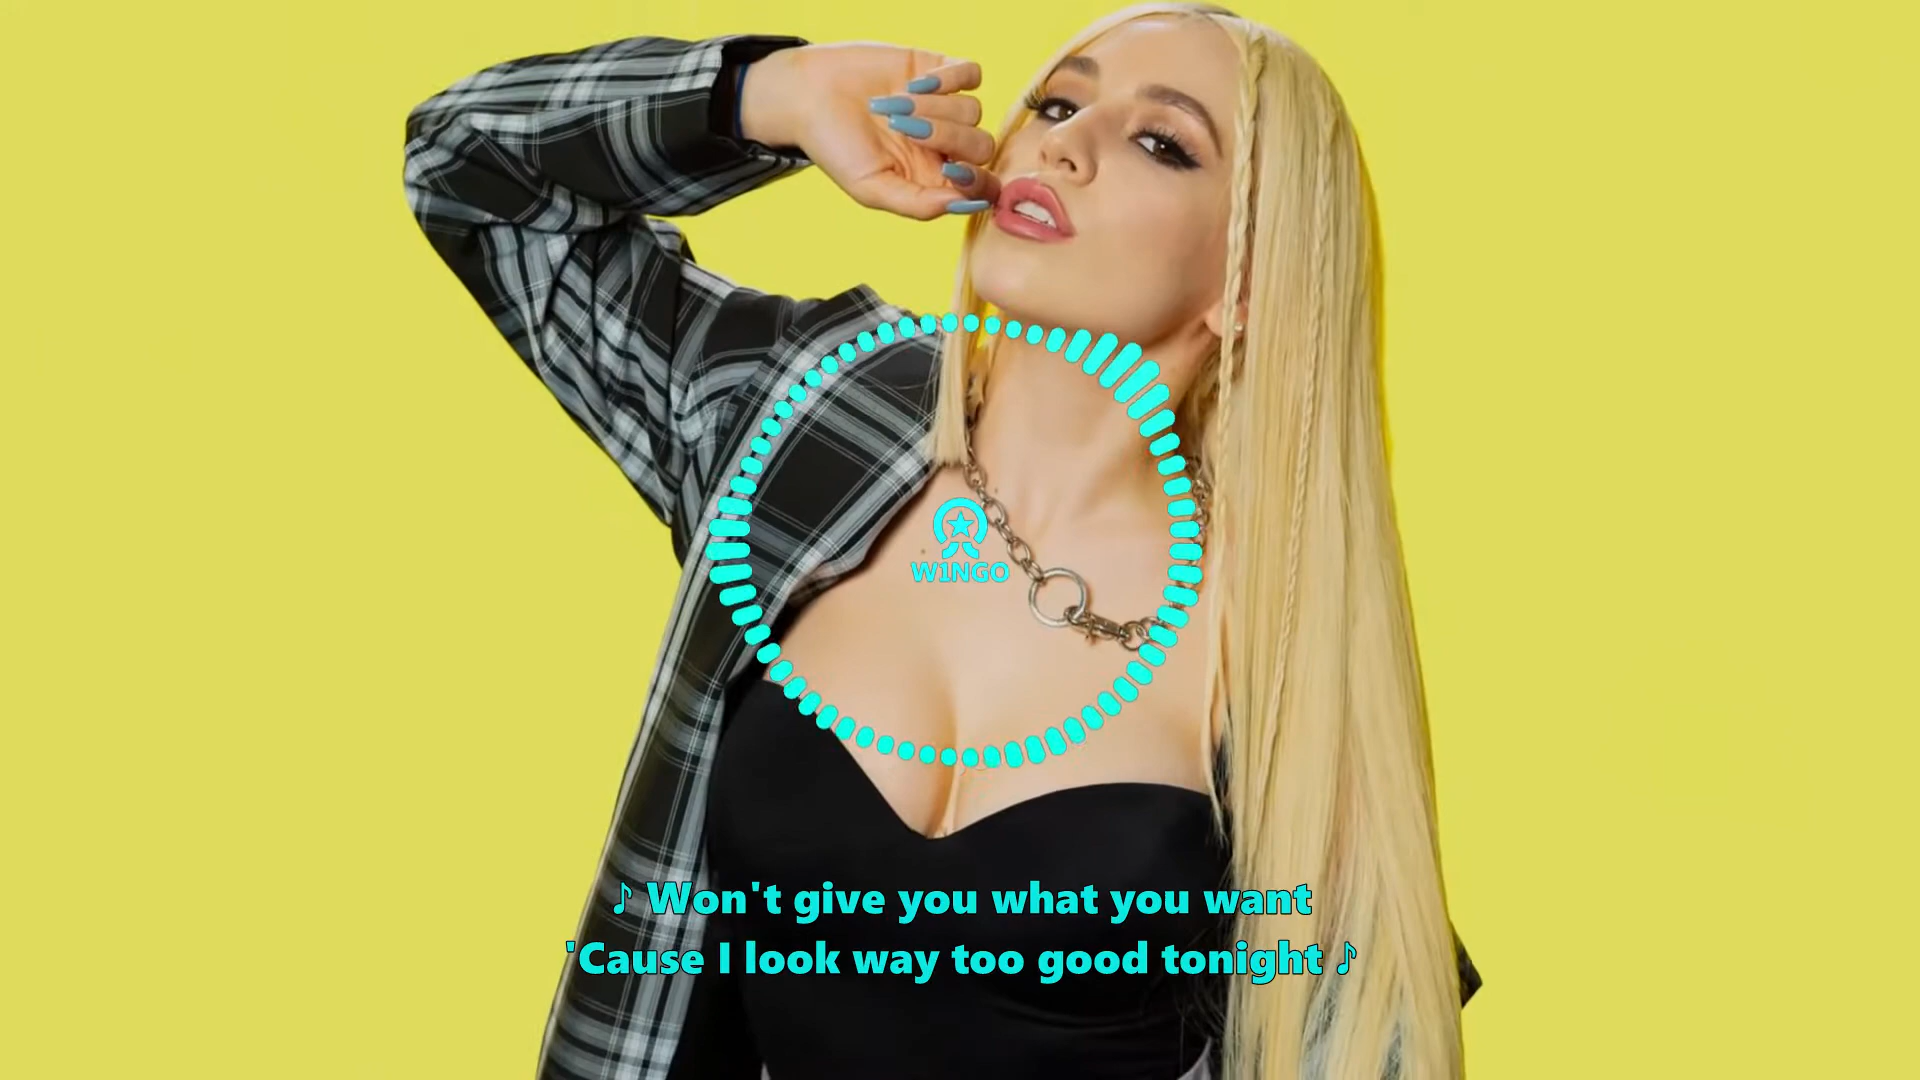 W1NGO
♪ Won't give you what you want
'Cause I look way too good tonight ♪